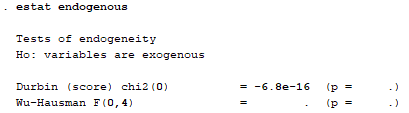 . estat endogenous
Tests of endogeneity
Ho: variables are exogenous
Durbin (score) chi2(0) = -6.8e-16 (p = .)
Wu-Hausman F(0,4) = . (p = .)